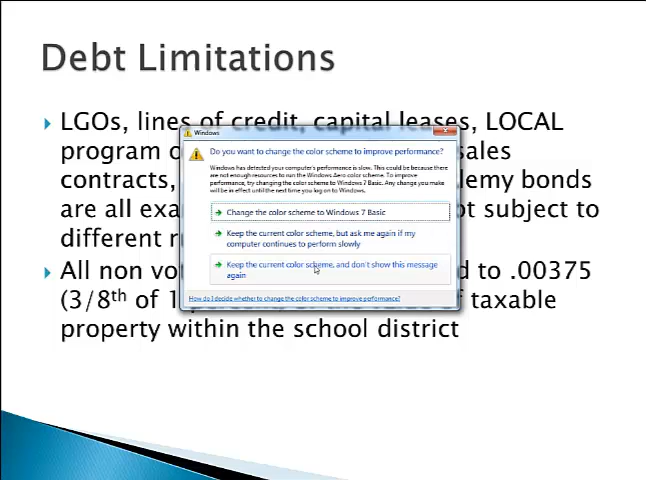 Debt Limitations
LGOs, lines of credit, capital leases, LOCAL
Windows
program o
sales
Do you want to change the color scheme to improve performance?
Windows has detected your computer's performance is slow. This could be because there
are not enough resources to run the Windows Aero color scheme. To improve
performance, try changing the color scheme to Windows 7 Basic. Any change you make
will be in effect until the next time you log on to Windows.
contracts,
demy bonds
are all exa
ot subject to
Change the color scheme to Windows 7 Basic
different
Keep the current color scheme, but ask me again if my
computer continues to perform slowly
All non vo
d to .00375
Keep the current color scheme, and don't show this message
again
(3/8th of 1
of taxable
How do I decide whether to change the color scheme to improve performance?
property within the school district